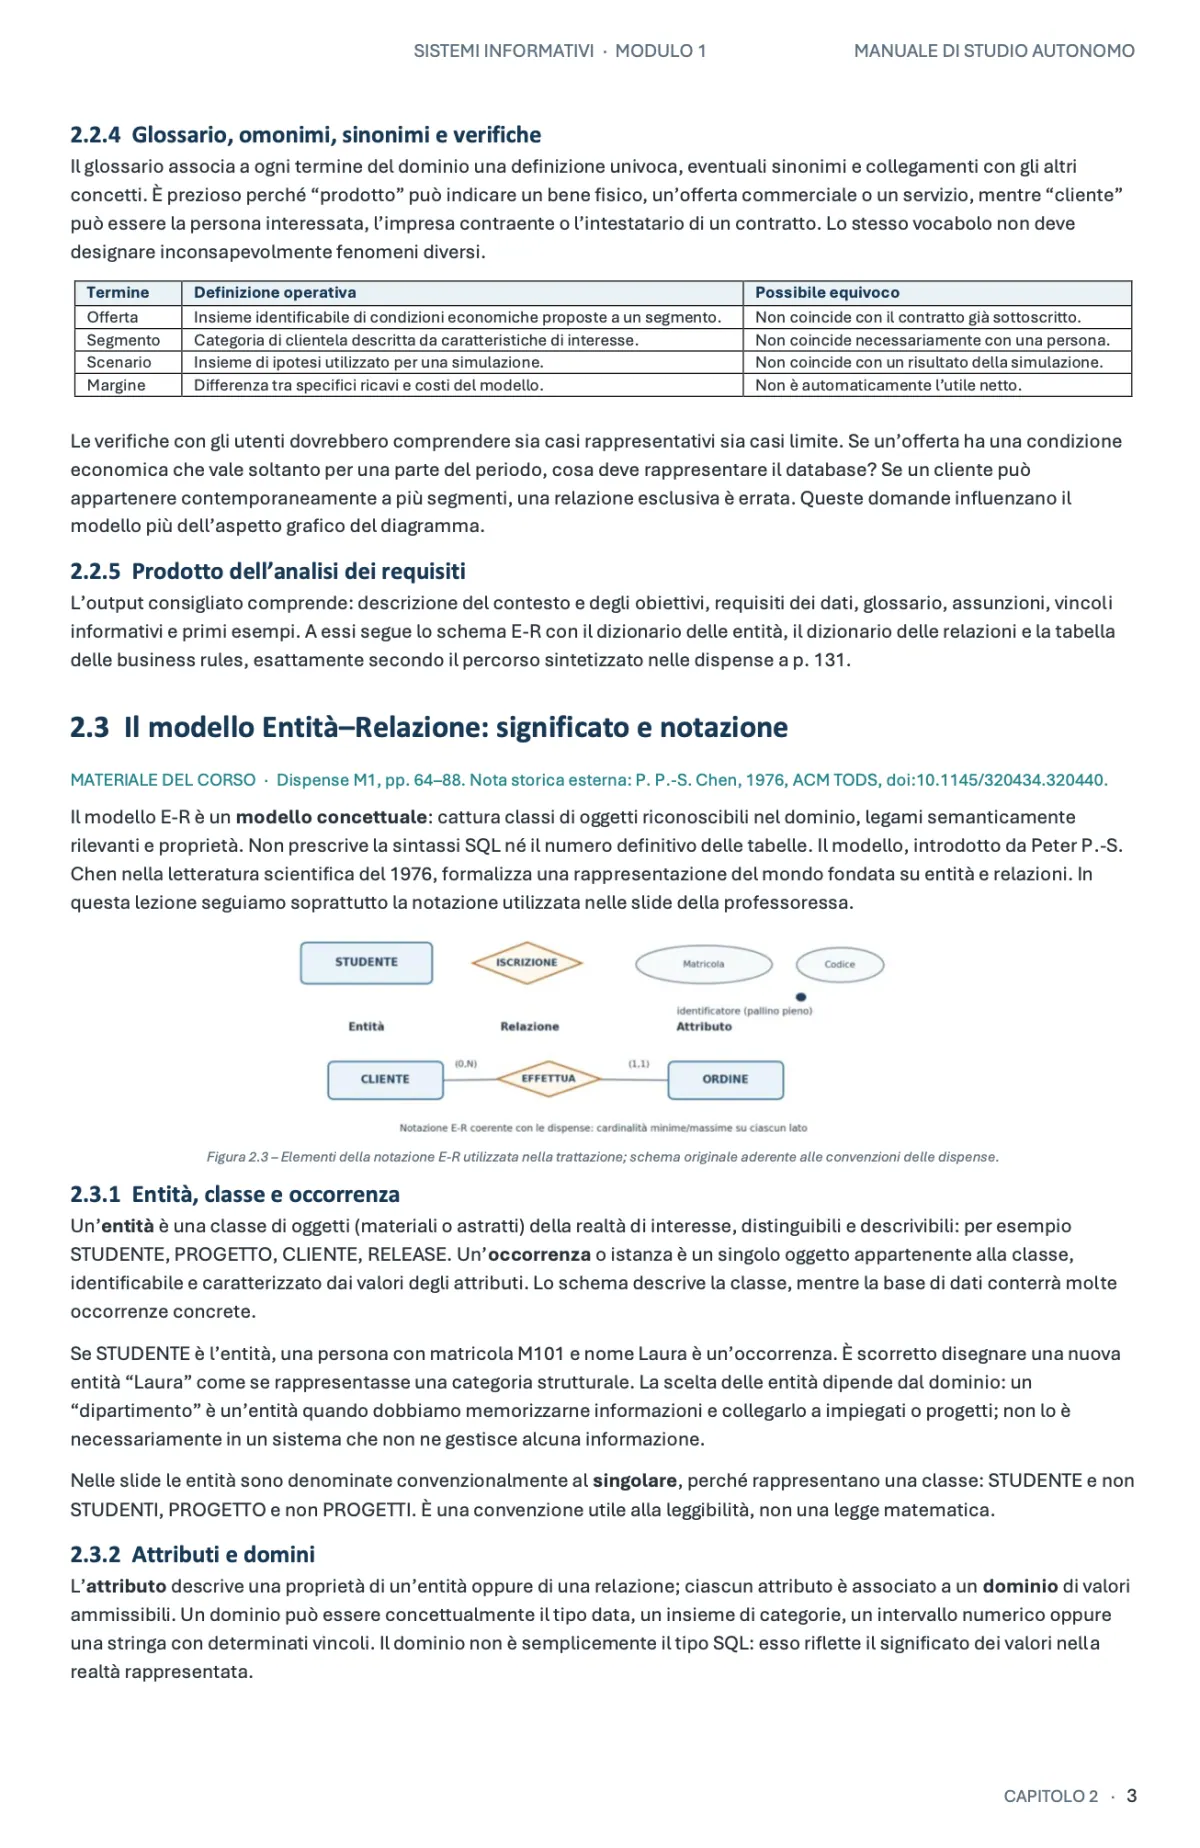 SISTEMI INFORMATIVI · MODULO 1 MANUALE DI STUDIO AUTONOMO
2.2.4 Glossario, omonimi, sinonimi e verifiche
Il glossario associa a ogni termine del dominio una definizione univoca, eventuali sinonimi e collegamenti con gli altri
concetti. È prezioso perché “prodotto” può indicare un bene fisico, un’offerta commerciale o un servizio, mentre “cliente”
può essere la persona interessata, l’impresa contraente o l’intestatario di un contratto. Lo stesso vocabolo non deve
designare inconsapevolmente fenomeni diversi.
Termine Definizione operativa Possibile equivoco
Offerta Insieme identificabile di condizioni economiche proposte a un segmento. Non coincide con il contratto già sottoscritto.
Segmento Categoria di clientela descritta da caratteristiche di interesse. Non coincide necessariamente con una persona.
Scenario Insieme di ipotesi utilizzato per una simulazione. Non coincide con un risultato della simulazione.
Margine Differenza tra specifici ricavi e costi del modello. Non è automaticamente l’utile netto.
Le verifiche con gli utenti dovrebbero comprendere sia casi rappresentativi sia casi limite. Se un’offerta ha una condizione
economica che vale soltanto per una parte del periodo, cosa deve rappresentare il database? Se un cliente può
appartenere contemporaneamente a più segmenti, una relazione esclusiva è errata. Queste domande influenzano il
modello più dell’aspetto grafico del diagramma.
2.2.5 Prodotto dell’analisi dei requisiti
L’output consigliato comprende: descrizione del contesto e degli obiettivi, requisiti dei dati, glossario, assunzioni, vincoli
informativi e primi esempi. A essi segue lo schema E-R con il dizionario delle entità, il dizionario delle relazioni e la tabella
delle business rules, esattamente secondo il percorso sintetizzato nelle dispense a p. 131.
2.3 Il modello Entità–Relazione: significato e notazione
MATERIALE DEL CORSO · Dispense M1, pp. 64–88. Nota storica esterna: P. P.-S. Chen, 1976, ACM TODS, doi:10.1145/320434.320440.
Il modello E-R è un modello concettuale: cattura classi di oggetti riconoscibili nel dominio, legami semanticamente
rilevanti e proprietà. Non prescrive la sintassi SQL né il numero definitivo delle tabelle. Il modello, introdotto da Peter P.-S.
Chen nella letteratura scientifica del 1976, formalizza una rappresentazione del mondo fondata su entità e relazioni. In
questa lezione seguiamo soprattutto la notazione utilizzata nelle slide della professoressa.
STUDENTE ISCRIZIONE Matricola Codice
identificatore (pallino pieno)
Entità Relazione Attributo
(0,N) (1,1)
CLIENTE EFFETTUA ORDINE
Notazione E-R coerente con le dispense: cardinalità minime/massime su ciascun lato
Figura 2.3 – Elementi della notazione E-R utilizzata nella trattazione; schema originale aderente alle convenzioni delle dispense.
2.3.1 Entità, classe e occorrenza
Un’entità è una classe di oggetti (materiali o astratti) della realtà di interesse, distinguibili e descrivibili: per esempio
STUDENTE, PROGETTO, CLIENTE, RELEASE. Un’occorrenza o istanza è un singolo oggetto appartenente alla classe,
identificabile e caratterizzato dai valori degli attributi. Lo schema descrive la classe, mentre la base di dati conterrà molte
occorrenze concrete.
Se STUDENTE è l’entità, una persona con matricola M101 e nome Laura è un’occorrenza. È scorretto disegnare una nuova
entità “Laura” come se rappresentasse una categoria strutturale. La scelta delle entità dipende dal dominio: un
“dipartimento” è un’entità quando dobbiamo memorizzarne informazioni e collegarlo a impiegati o progetti; non lo è
necessariamente in un sistema che non ne gestisce alcuna informazione.
Nelle slide le entità sono denominate convenzionalmente al singolare, perché rappresentano una classe: STUDENTE e non
STUDENTI, PROGETTO e non PROGETTI. È una convenzione utile alla leggibilità, non una legge matematica.
2.3.2 Attributi e domini
L’attributo descrive una proprietà di un’entità oppure di una relazione; ciascun attributo è associato a un dominio di valori
ammissibili. Un dominio può essere concettualmente il tipo data, un insieme di categorie, un intervallo numerico oppure
una stringa con determinati vincoli. Il dominio non è semplicemente il tipo SQL: esso riflette il significato dei valori nella
realtà rappresentata.
CAPITOLO 2 · 3